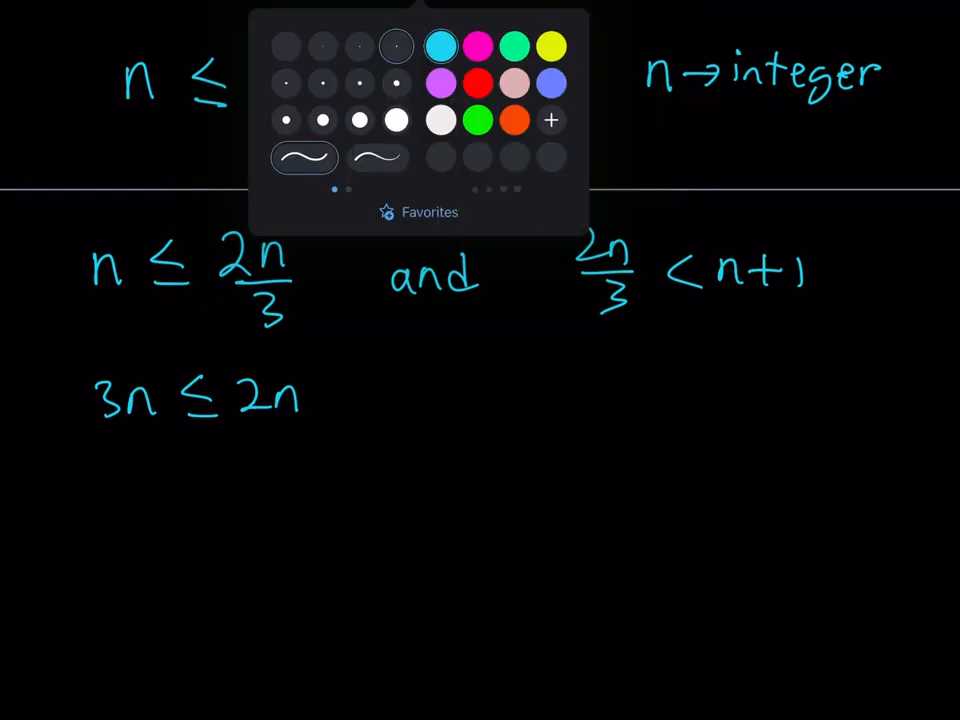 n ≤
n → integer
Favorites
n ≤ 2n/3 and 2n/3 < n+1
3n ≤ 2n